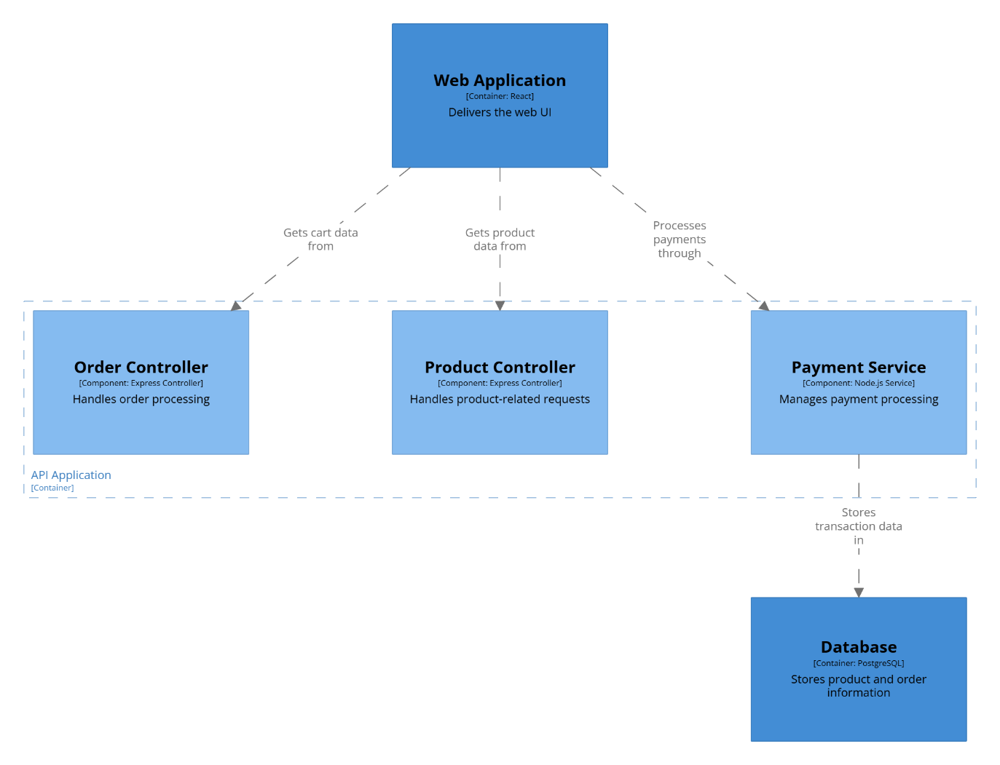 Web Application
[Container: React]
Delivers the web UI
Gets cart data
from
Gets product
data from
Processes
payments
through
Order Controller
[Component: Express Controller]
Handles order processing
Product Controller
[Component: Express Controller]
Handles product-related requests
Payment Service
[Component: Node.js Service]
Manages payment processing
API Application
[Container]
Stores
transaction data
in
Database
[Container: PostgreSQL]
Stores product and order
information